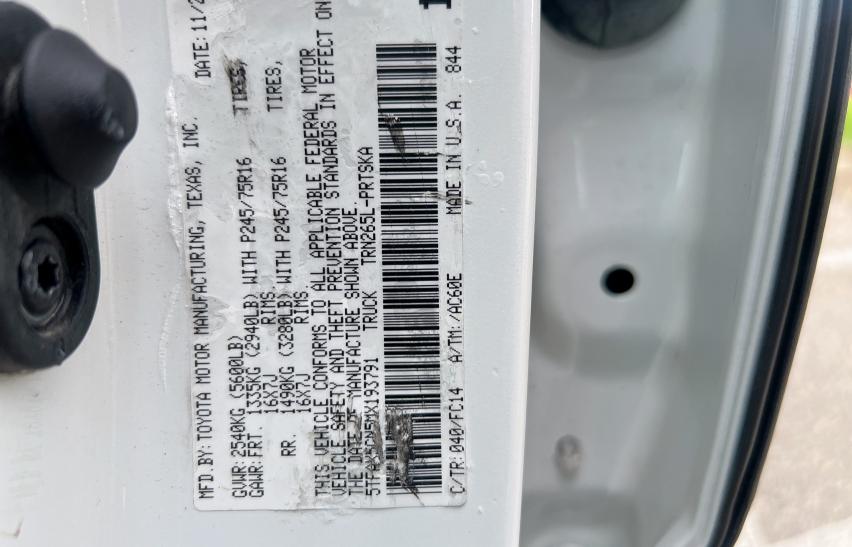 MFD.BY:TOYOTA MOTOR MANUFACTURING, TEXAS, INC. DATE:11/2
GVWR:2540KG (5600LB)
GAWR:FRT. 1335KG (2940LB) WITH P245/75R16 TIRES,
16X7J RIMS
RR. 1490KG (3280LB) WITH P245/75R16 TIRES,
16X7J RIMS
THIS VEHICLE CONFORMS TO ALL APPLICABLE FEDERAL MOTOR
VEHICLE SAFETY AND THEFT PREVENTION STANDARDS IN EFFECT ON
THE DATE OF MANUFACTURE SHOWN ABOVE
TRUCK TRN265L-PRTSKA
C/TR:040/FC14 A/TM:/AC60E MADE IN U.S.A. 844